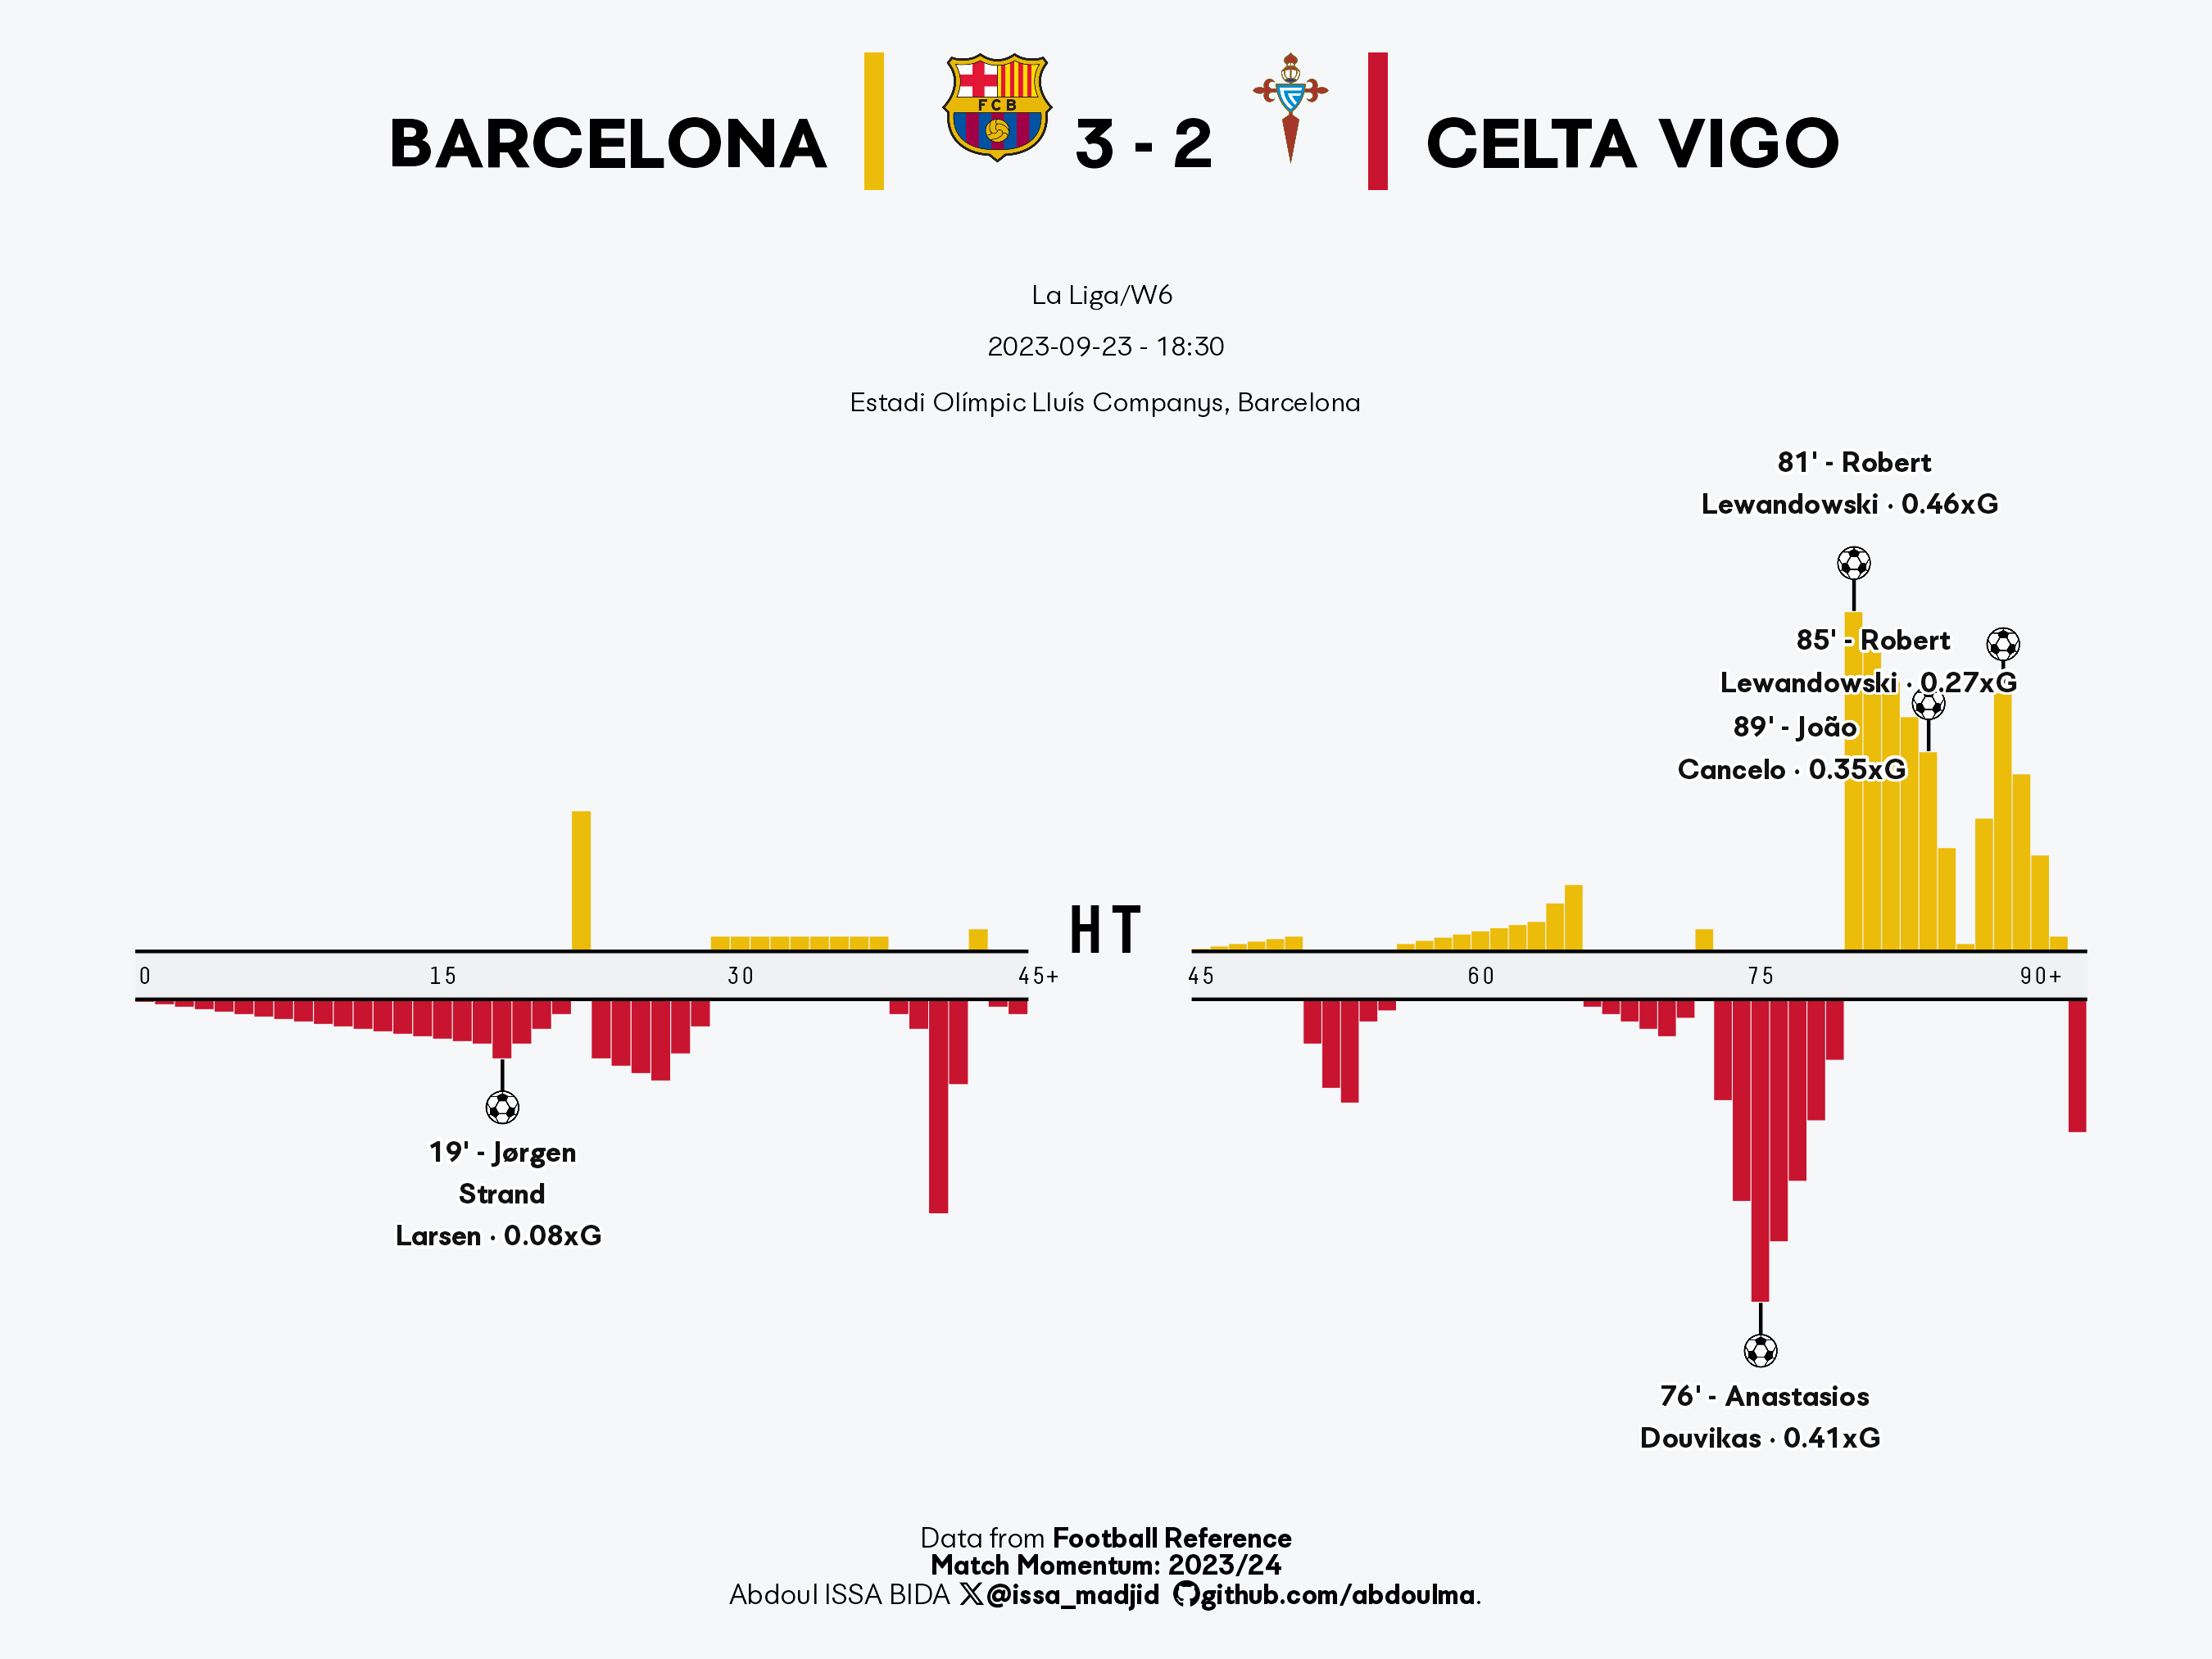 BARCELONA
FCB
3 - 2
CELTA VIGO
La Liga/W6
2023-09-23 - 18:30
Estadi Olímpic Lluís Companys, Barcelona
81' - Robert
Lewandowski · 0.46xG
85' - Robert
Lewandowski · 0.27xG
89' - João
Cancelo · 0.35xG
HT
0 15 30 45+
45 60 75 90+
19' - Jørgen
Strand
Larsen · 0.08xG
76' - Anastasios
Douvikas · 0.41xG
Data from Football Reference
Match Momentum: 2023/24
Abdoul ISSA BIDA @issa_madjid github.com/abdoulma.